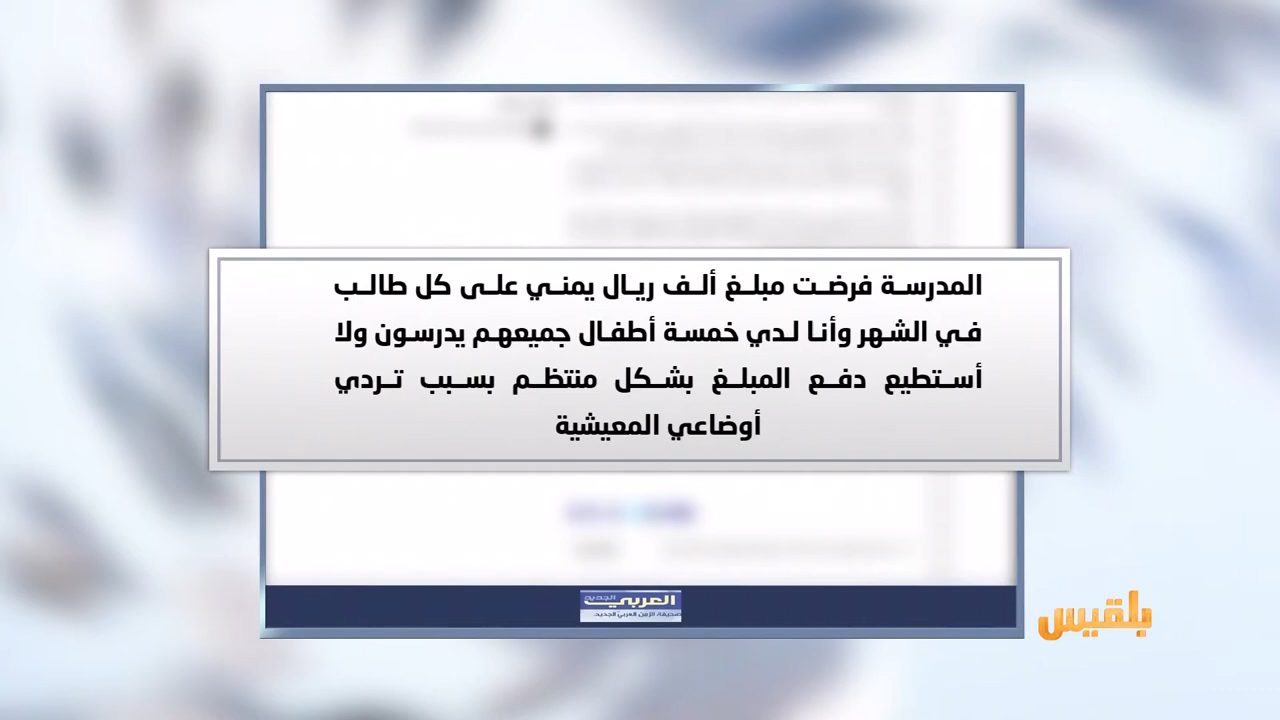 المدرسة فرضت مبلغ ألف ريال يمني على كل طالب
في الشهر وأنا لدي خمسة أطفال جميعهم يدرسون ولا
أستطيع دفع المبلغ بشكل منتظم بسبب تردي
أوضاعي المعيشية
العربي الجديد
بلقيس